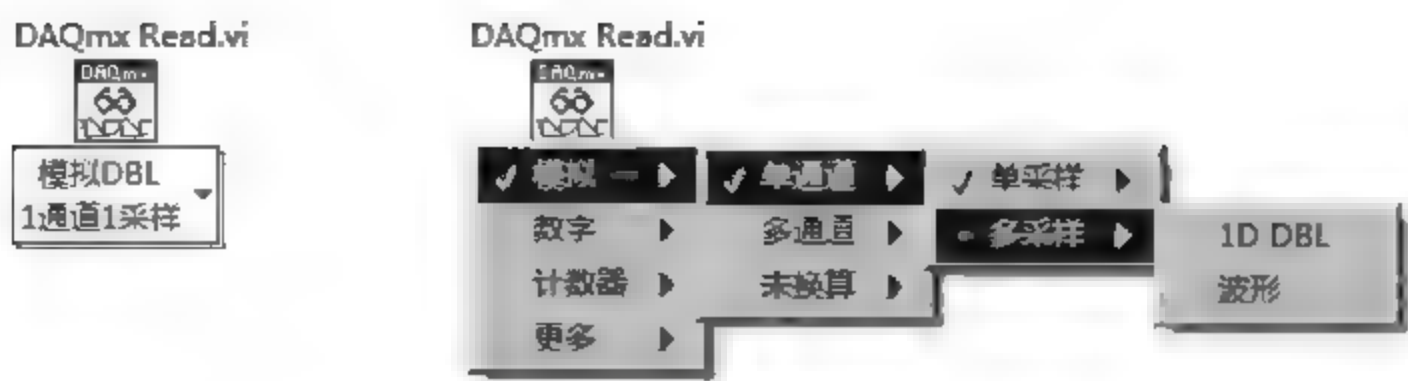 DAQmx Read.vi
DAQmx
模拟DBL
1通道1采样
DAQmx Read.vi
DAQmx
模拟
单通道
单采样
数字
多通道
多采样
1D DBL
计数器
未换算
波形
更多